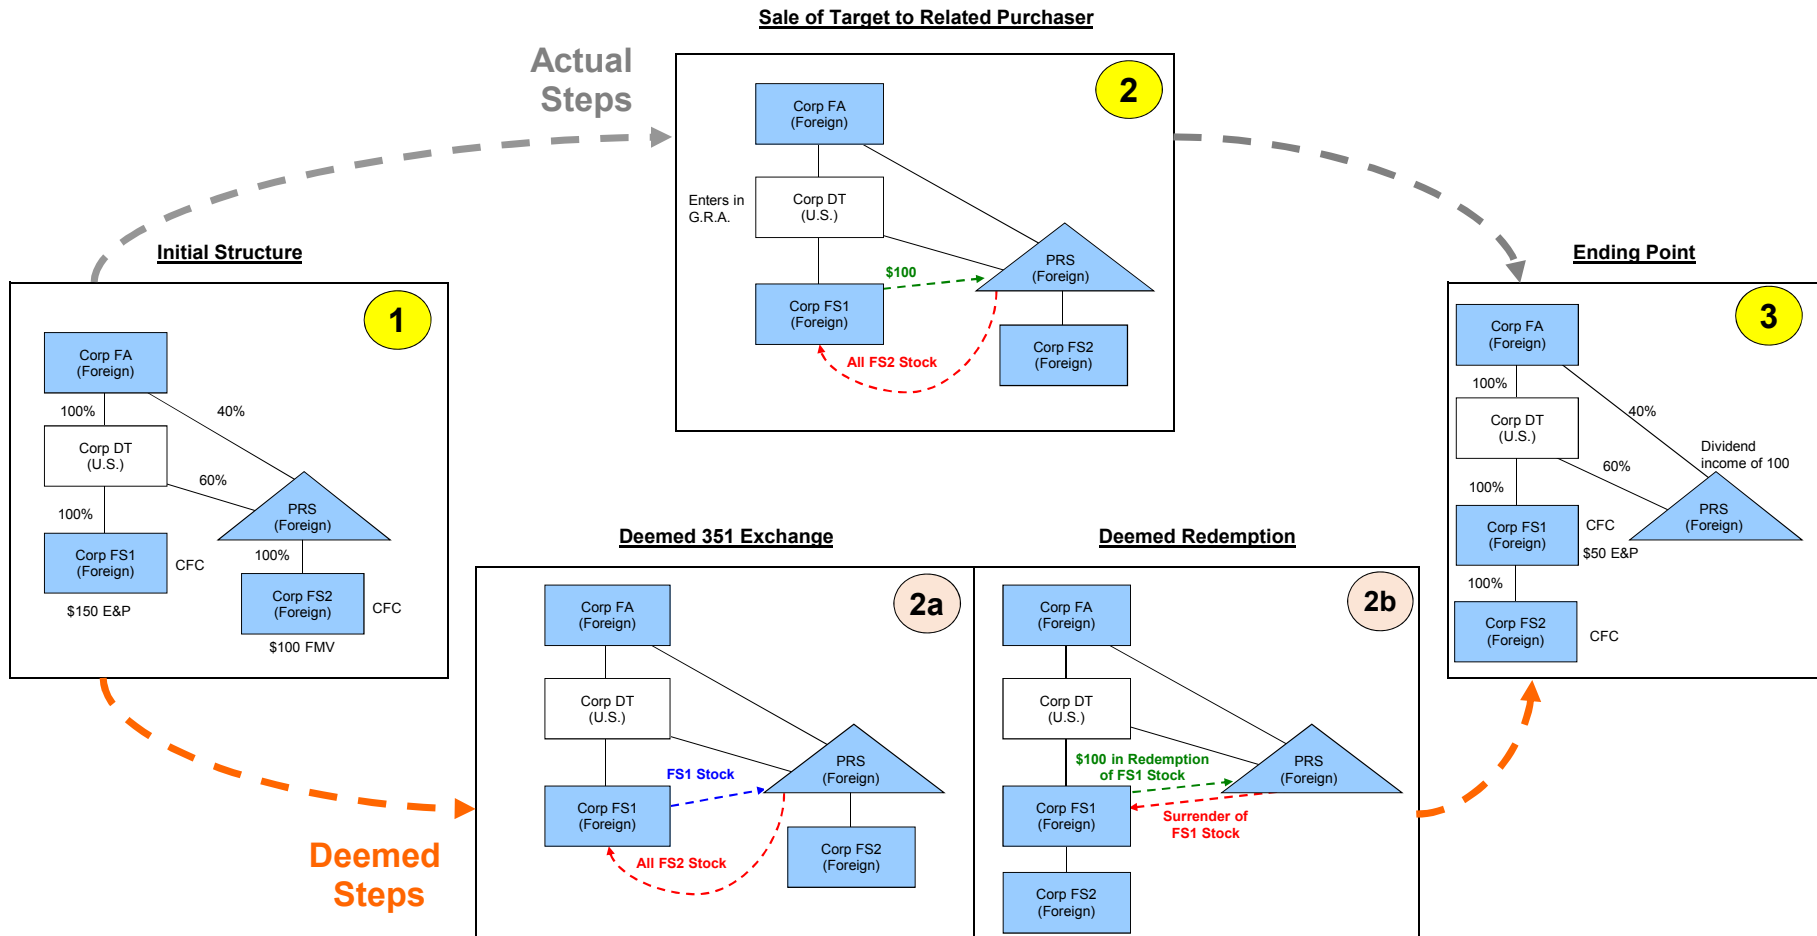 Sale of Target to Related Purchaser
Actual
Steps
2
Corp FA
(Foreign)
Enters in
G.R.A.
Corp DT
(U.S.)
PRS
(Foreign)
$100
Corp FS1
(Foreign)
All FS2 Stock
Corp FS2
(Foreign)
Initial Structure
1
Corp FA
(Foreign)
100%
40%
Corp DT
(U.S.)
60%
PRS
(Foreign)
100%
Corp FS1
(Foreign)
CFC
$150 E&P
100%
Corp FS2
(Foreign)
CFC
$100 FMV
Deemed
Steps
Deemed 351 Exchange
2a
Corp FA
(Foreign)
Corp DT
(U.S.)
PRS
(Foreign)
FS1 Stock
Corp FS1
(Foreign)
All FS2 Stock
Corp FS2
(Foreign)
Deemed Redemption
2b
Corp FA
(Foreign)
Corp DT
(U.S.)
PRS
(Foreign)
$100 in Redemption
of FS1 Stock
Corp FS1
(Foreign)
Surrender of
FS1 Stock
Corp FS2
(Foreign)
Ending Point
3
Corp FA
(Foreign)
100%
40%
Corp DT
(U.S.)
60%
Dividend
income of 100
PRS
(Foreign)
100%
Corp FS1
(Foreign)
CFC
$50 E&P
100%
Corp FS2
(Foreign)
CFC